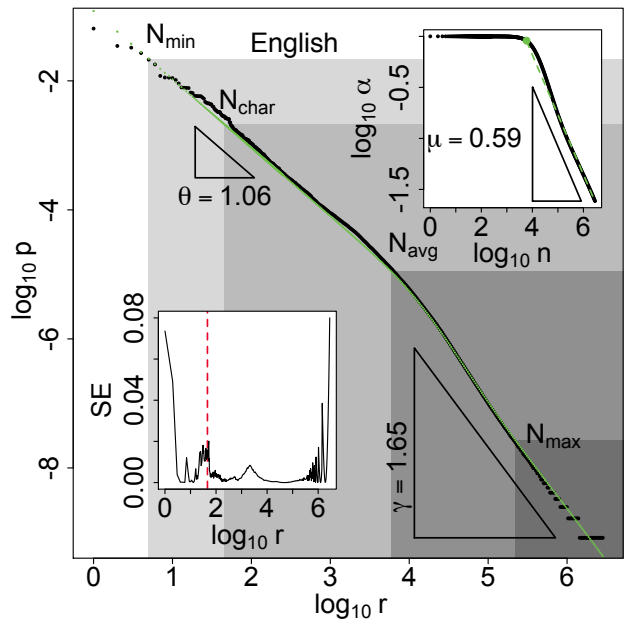 English
N_min
N_char
N_avg
N_max
θ = 1.06
γ = 1.65
log₁₀ p
-2
-4
-6
-8
0 1 2 3 4 5 6
log₁₀ r
log₁₀ α
-0.5
-1.5
μ = 0.59
0 2 4 6
log₁₀ n
SE
0.08
0.04
0.00
0 2 4 6
log₁₀ r